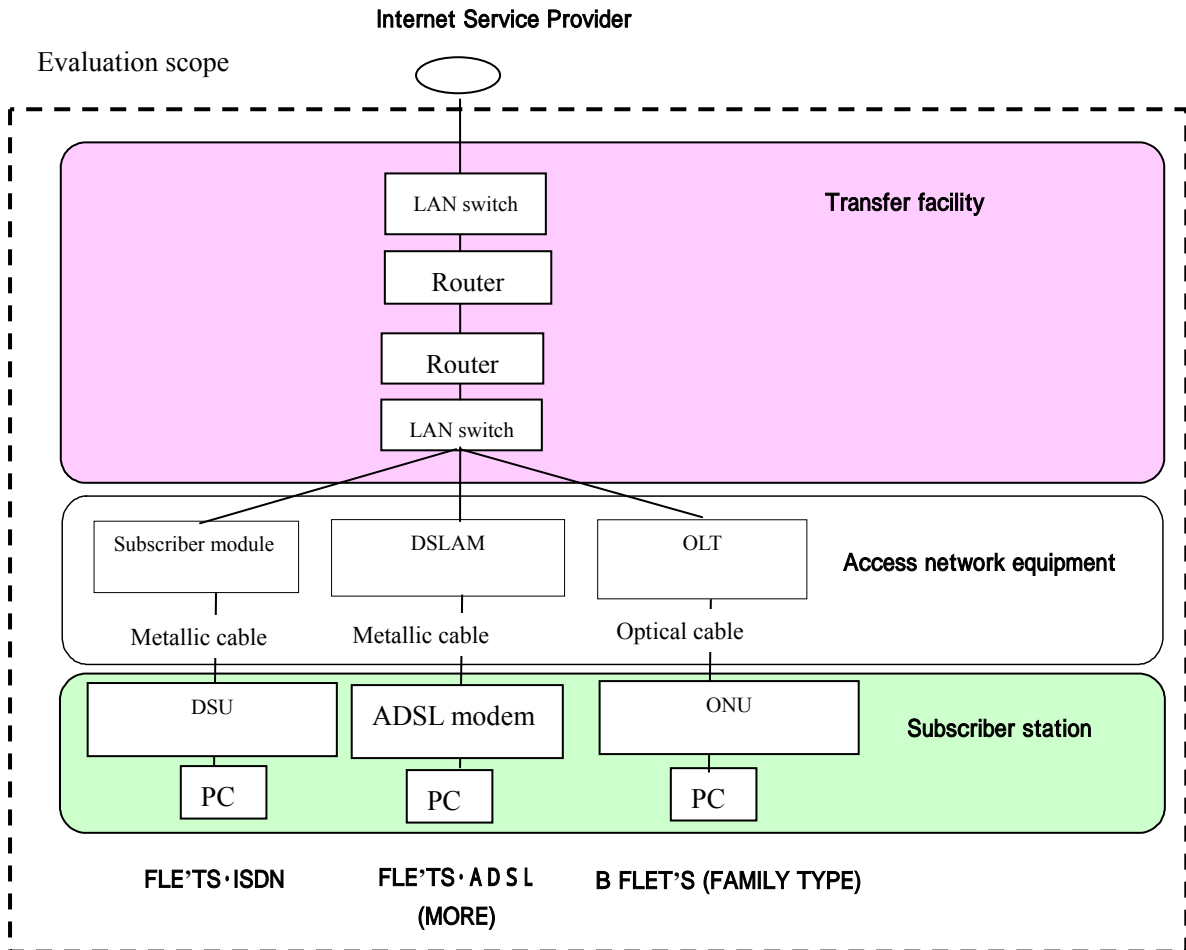 Internet Service Provider
Evaluation scope
LAN switch
Transfer facility
Router
Router
LAN switch
Subscriber module
DSLAM
OLT
Access network equipment
Metallic cable
Metallic cable
Optical cable
DSU
ADSL modem
ONU
Subscriber station
PC
PC
PC
FLE’TS・ISDN
FLE’TS・ＡＤＳＬ
(MORE)
B FLET’S (FAMILY TYPE)